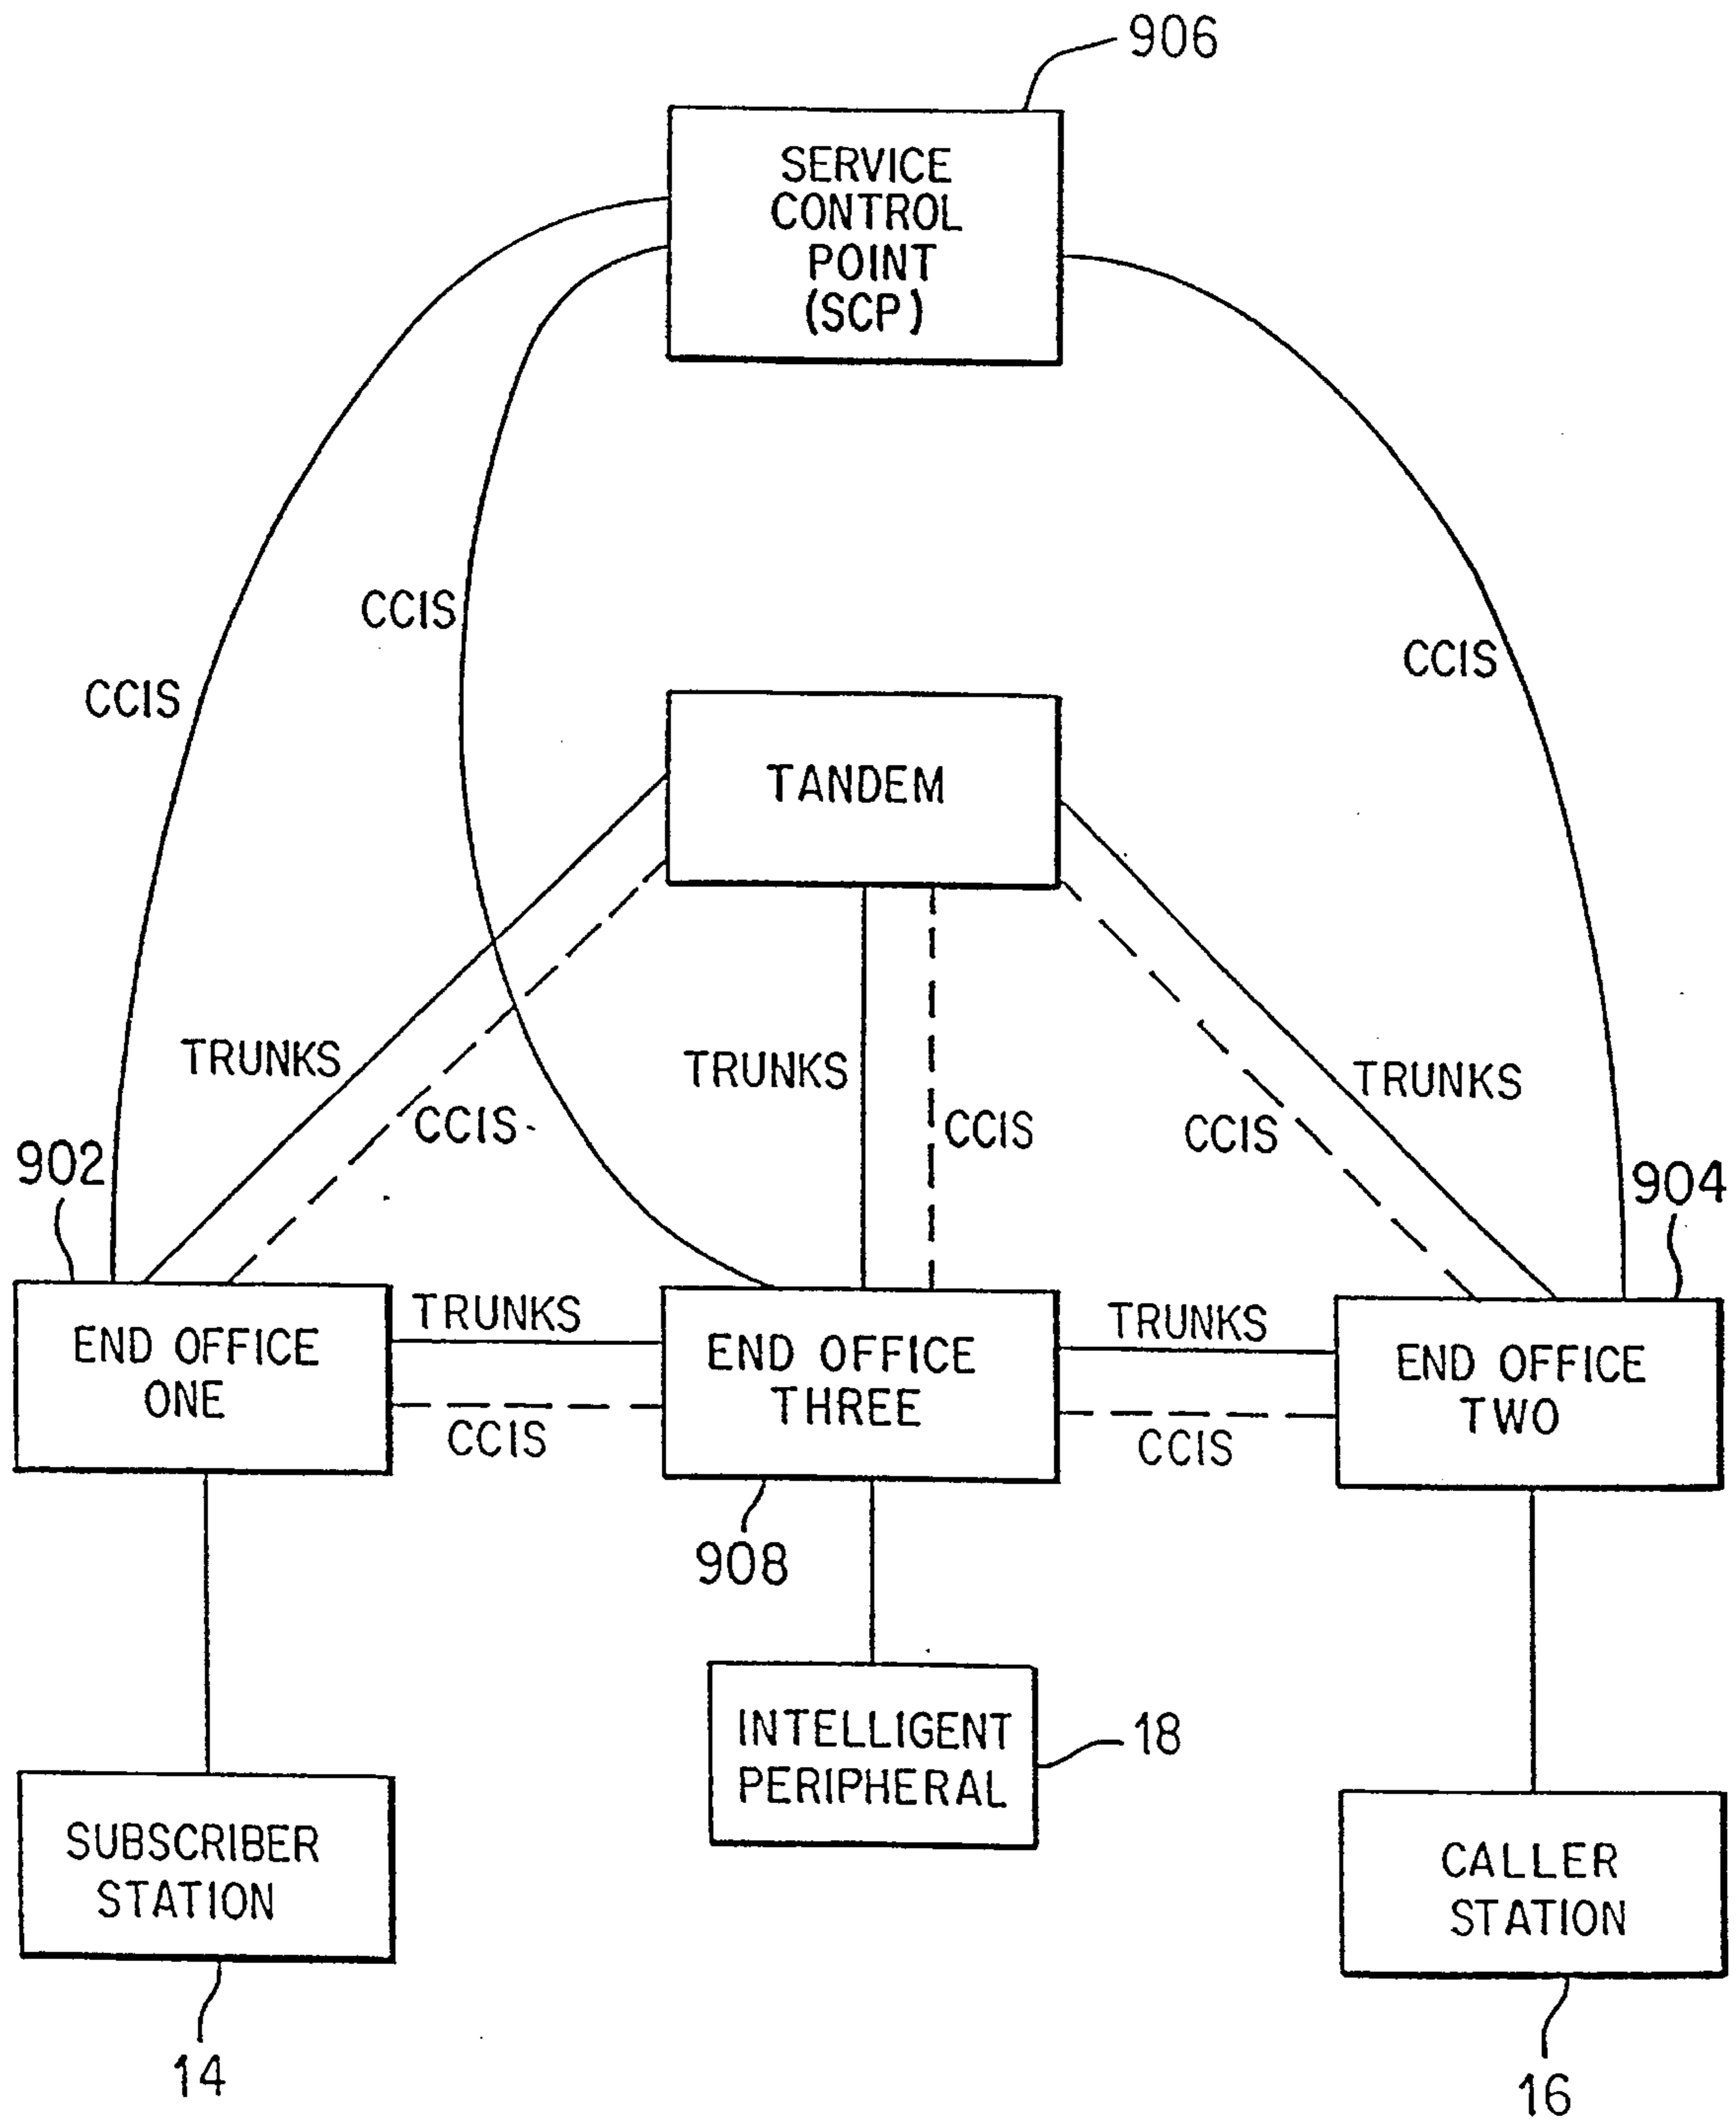 906
SERVICE
CONTROL
POINT
(SCP)
CCIS
CCIS
CCIS
TANDEM
TRUNKS
TRUNKS
TRUNKS
CCIS
CCIS
CCIS
902
904
END OFFICE
ONE
TRUNKS
CCIS
END OFFICE
THREE
TRUNKS
CCIS
END OFFICE
TWO
908
INTELLIGENT
PERIPHERAL
18
SUBSCRIBER
STATION
CALLER
STATION
14
16